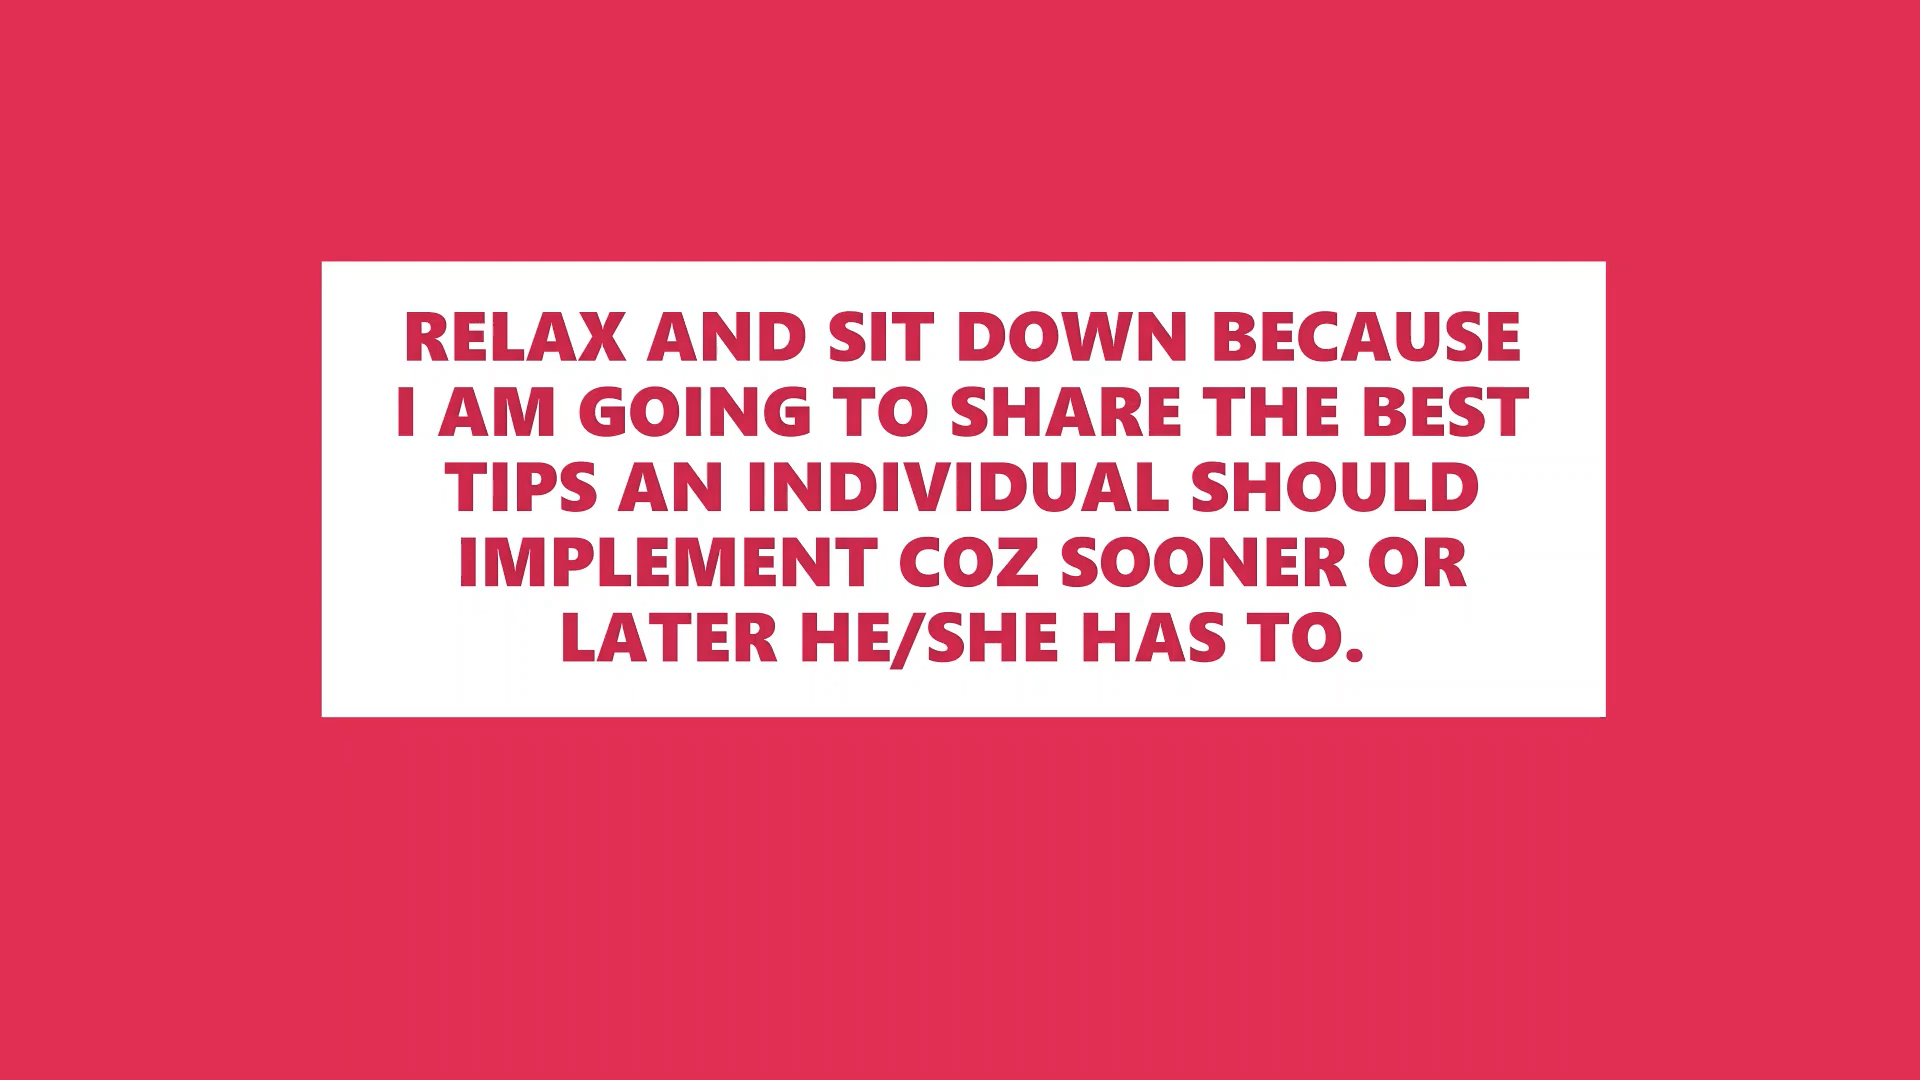 RELAX AND SIT DOWN BECAUSE
I AM GOING TO SHARE THE BEST
TIPS AN INDIVIDUAL SHOULD
IMPLEMENT COZ SOONER OR
LATER HE/SHE HAS TO.